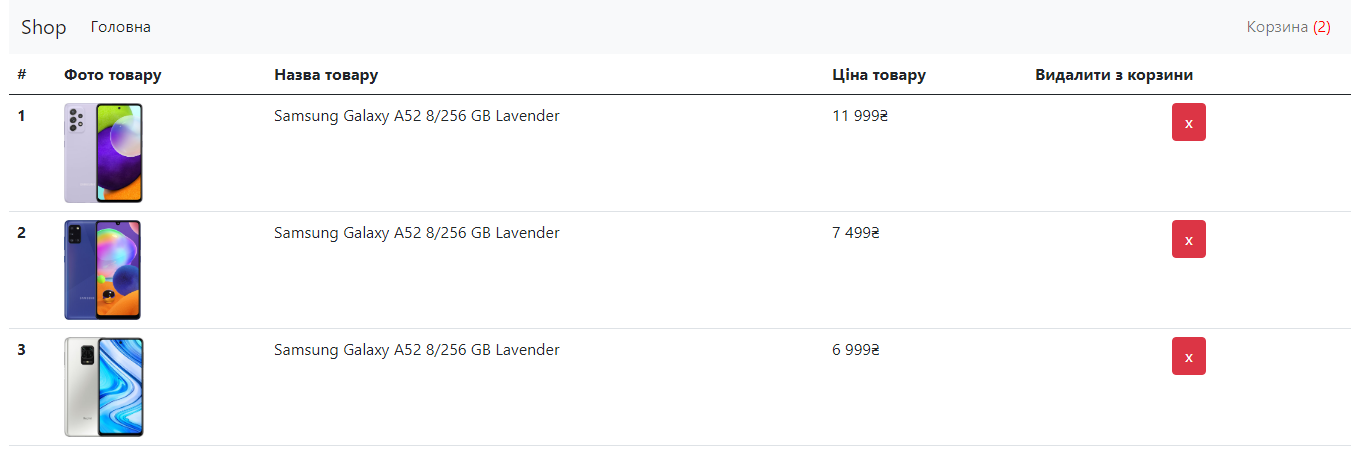 Shop Головна Корзина (2)
# Фото товару Назва товару Ціна товару Видалити з корзини
1 Samsung Galaxy A52 8/256 GB Lavender 11 999₴ x
2 Samsung Galaxy A52 8/256 GB Lavender 7 499₴ x
3 Samsung Galaxy A52 8/256 GB Lavender 6 999₴ x